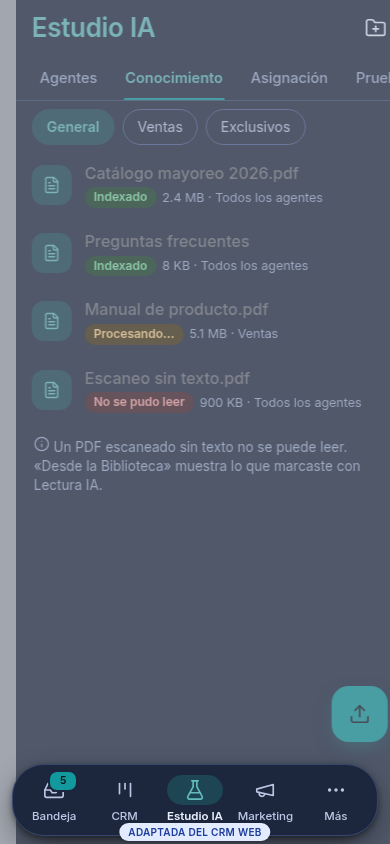 Estudio IA
Agentes
Conocimiento
Asignación
General
Ventas
Exclusivos
Catálogo mayoreo 2026.pdf
Indexado 2.4 MB · Todos los agentes
Preguntas frecuentes
Indexado 8 KB · Todos los agentes
Manual de producto.pdf
Procesando... 5.1 MB · Ventas
Escaneo sin texto.pdf
No se pudo leer 900 KB · Todos los agentes
Un PDF escaneado sin texto no se puede leer.
«Desde la Biblioteca» muestra lo que marcaste con
Lectura IA.
5
Bandeja
CRM
Estudio IA
Marketing
Más
ADAPTADA DEL CRM WEB